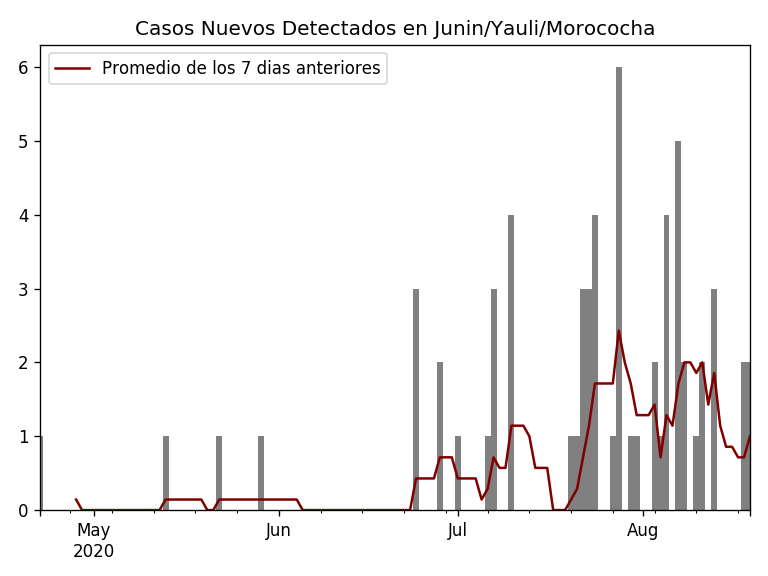 Casos Nuevos Detectados en Junin/Yauli/Morococha
Promedio de los 7 dias anteriores
6
5
4
3
2
1
0
May Jun Jul Aug
2020